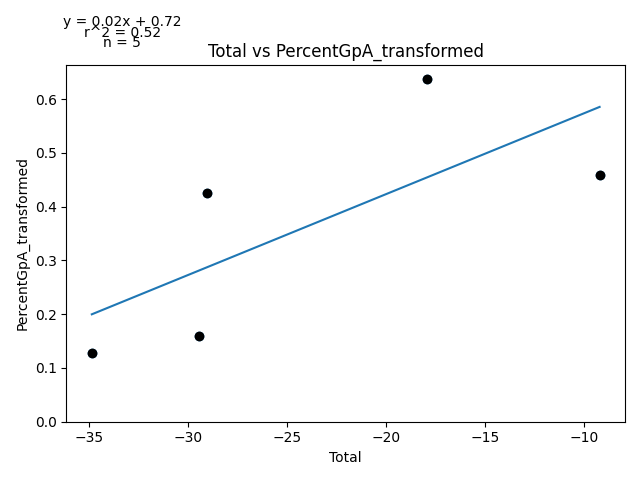 y = 0.02x + 0.72
r^2 = 0.52
n = 5
Total vs PercentGpA_transformed
PercentGpA_transformed
0.6
0.5
0.4
0.3
0.2
0.1
0.0
−35 −30 −25 −20 −15 −10
Total